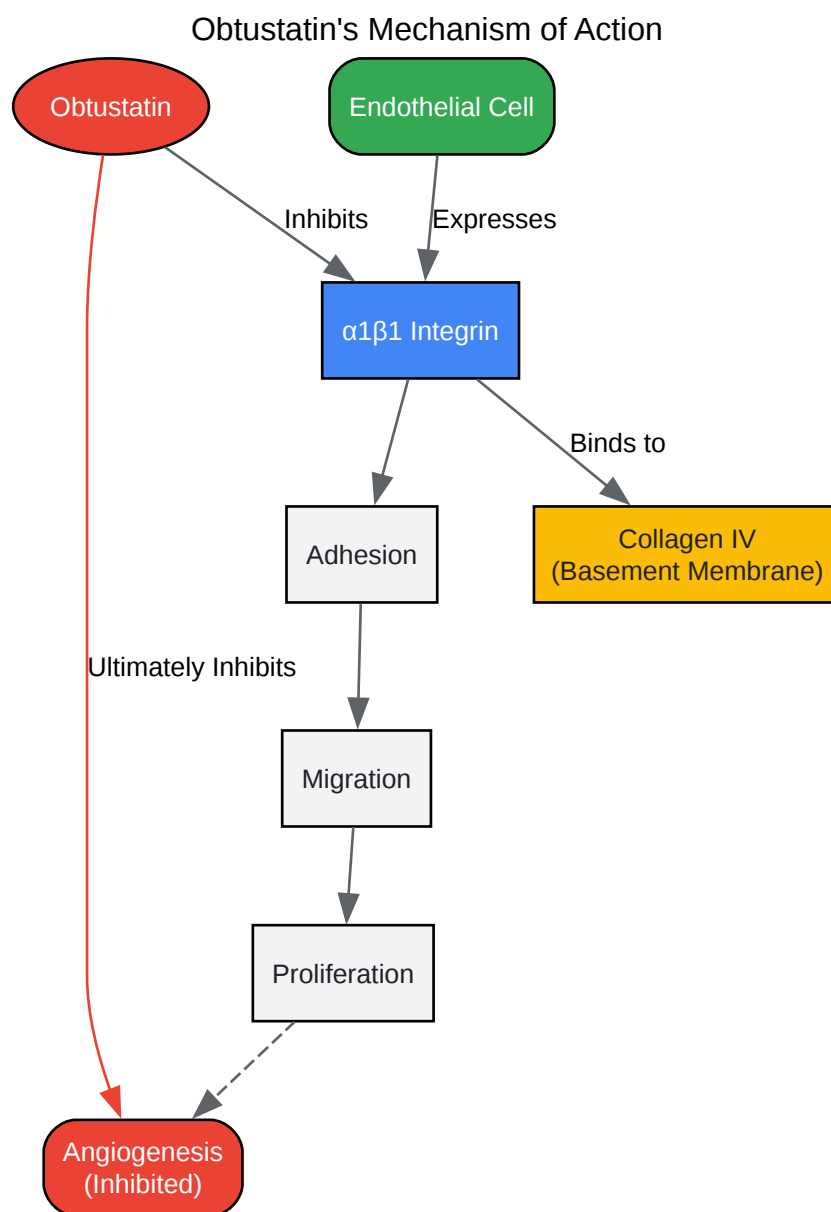 Obtustatin's Mechanism of Action
Obtustatin
Endothelial Cell
Inhibits
Expresses
α1β1 Integrin
Binds to
Adhesion
Collagen IV
(Basement Membrane)
Ultimately Inhibits
Migration
Proliferation
Angiogenesis
(Inhibited)